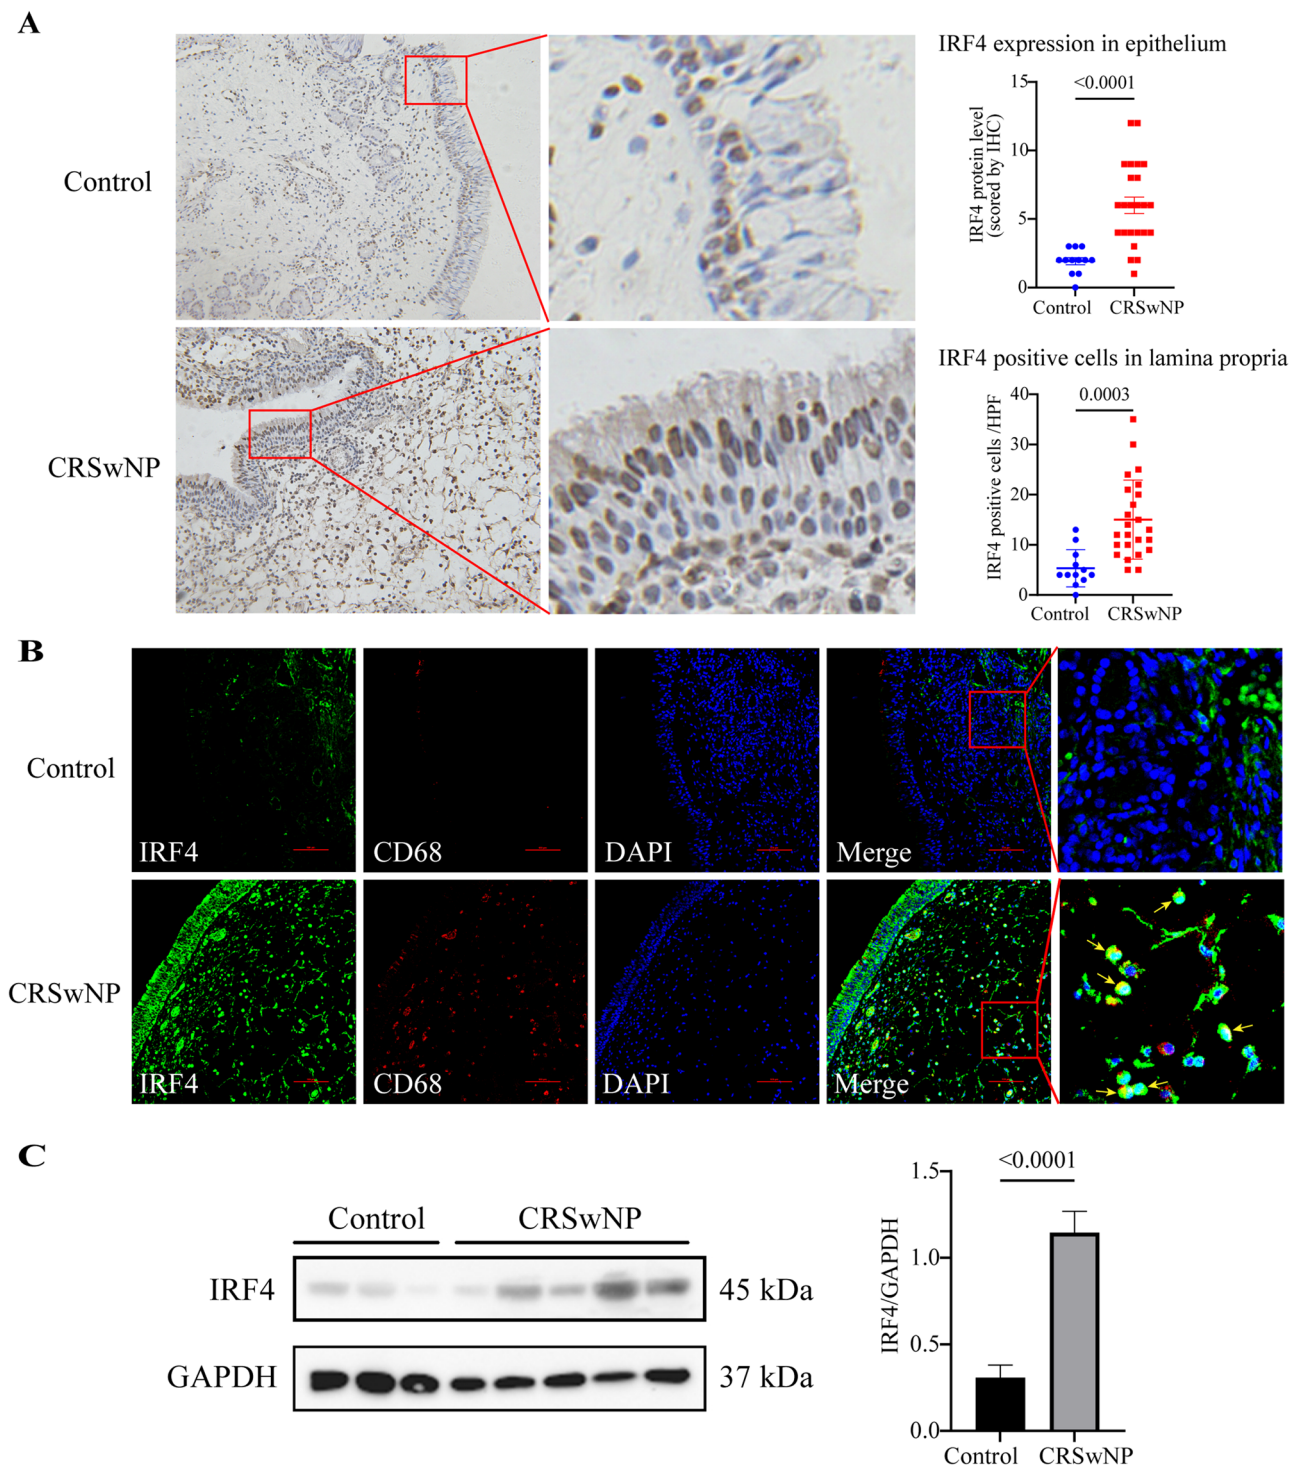 A
Control
CRSwNP
IRF4 expression in epithelium
<0.0001
15
10
5
0
IRF4 protein level
(scored by IHC)
Control
CRSwNP
IRF4 positive cells in lamina propria
0.0003
40
30
20
10
0
IRF4 positive cells /HPF
Control
CRSwNP
B
Control
IRF4
CD68
DAPI
Merge
CRSwNP
IRF4
CD68
DAPI
Merge
C
Control
CRSwNP
IRF4
45 kDa
GAPDH
37 kDa
<0.0001
1.5
1.0
0.5
0.0
IRF4/GAPDH
Control
CRSwNP